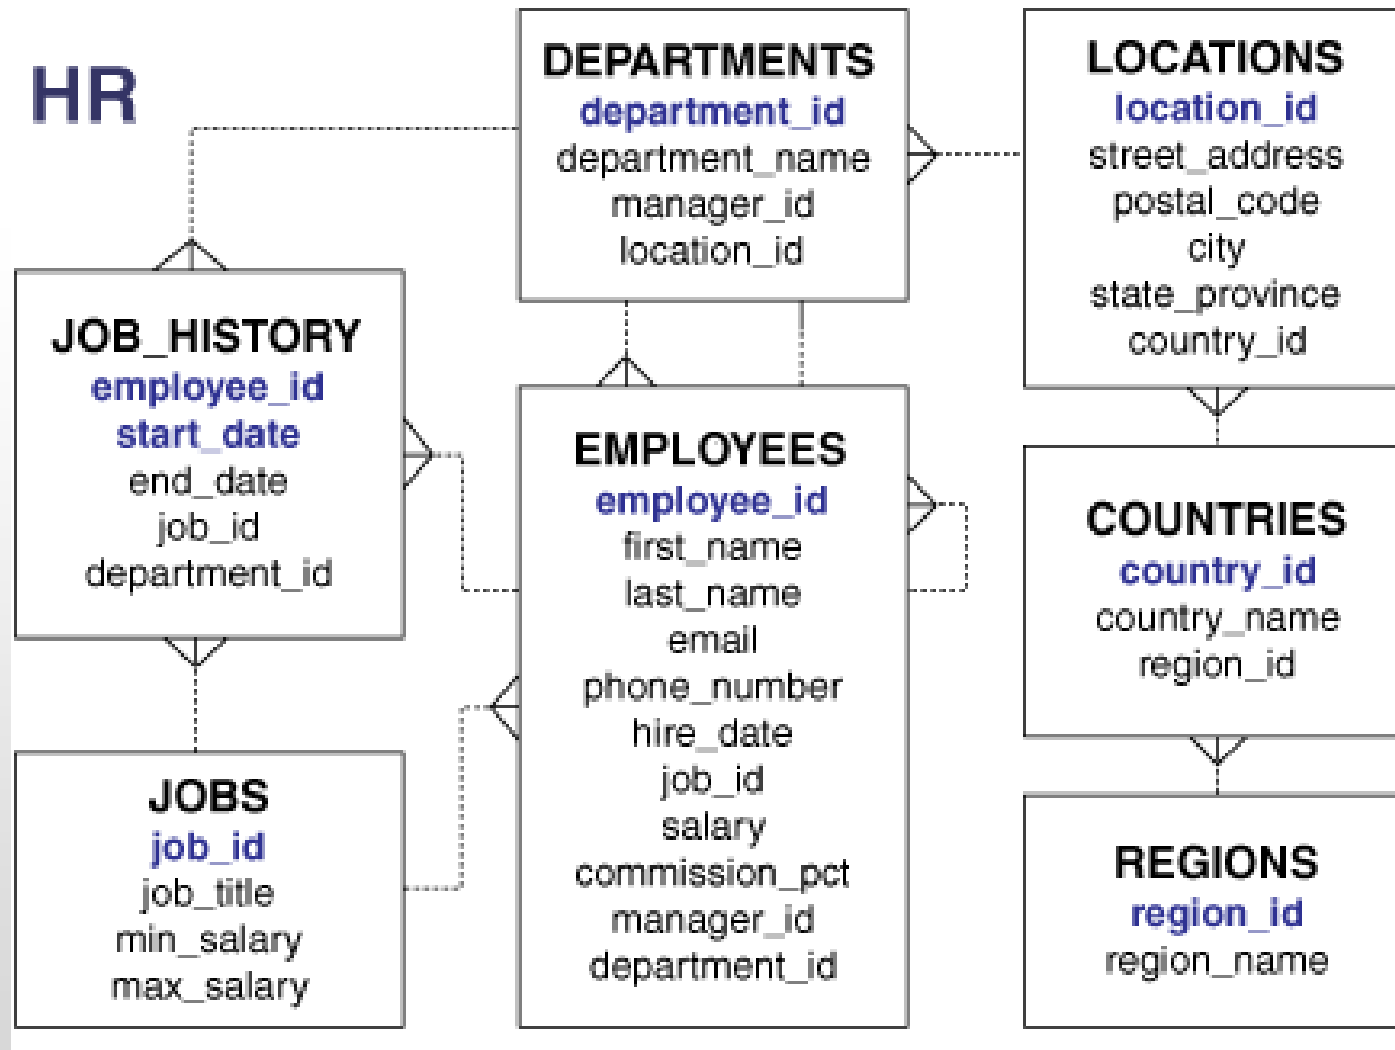 HR
DEPARTMENTS
department_id
department_name
manager_id
location_id
LOCATIONS
location_id
street_address
postal_code
city
state_province
country_id
JOB_HISTORY
employee_id
start_date
end_date
job_id
department_id
EMPLOYEES
employee_id
first_name
last_name
email
phone_number
hire_date
job_id
salary
commission_pct
manager_id
department_id
COUNTRIES
country_id
country_name
region_id
JOBS
job_id
job_title
min_salary
max_salary
REGIONS
region_id
region_name